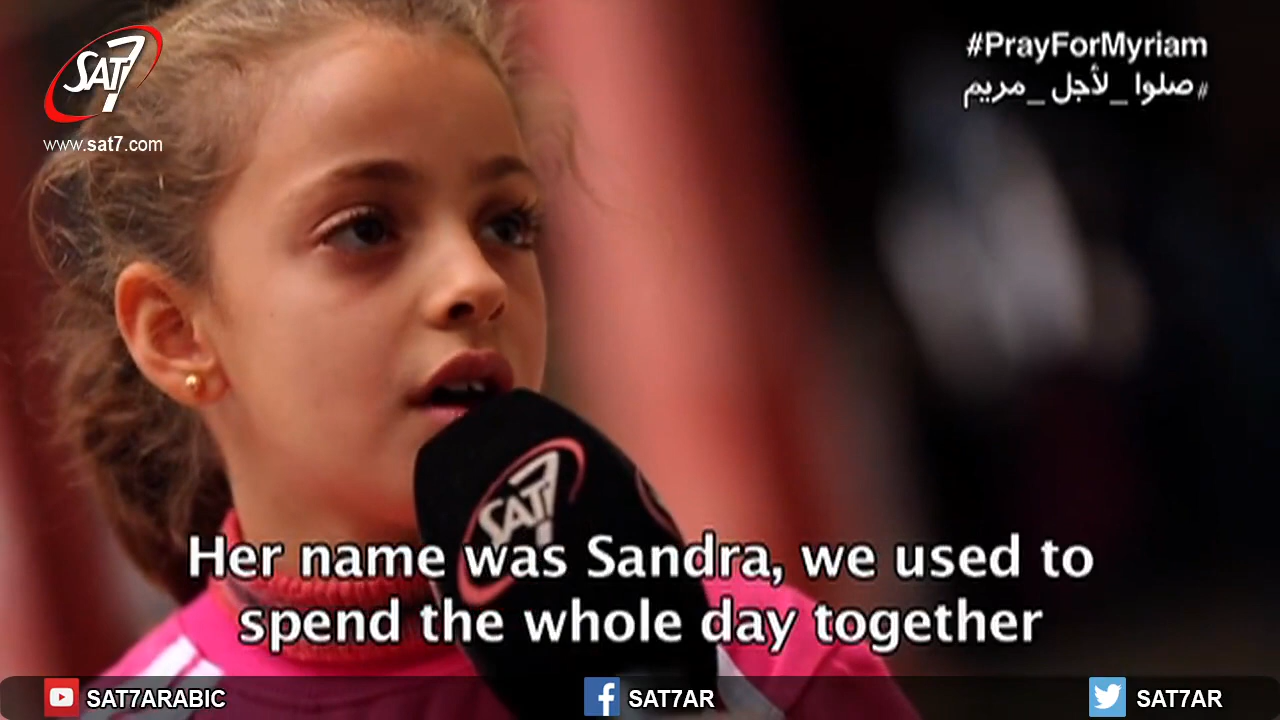 SAT7
www.sat7.com
#PrayForMyriam
#صلوا_لأجل_مريم
SAT7
Her name was Sandra, we used to
spend the whole day together
SAT7ARABIC
SAT7AR
SAT7AR